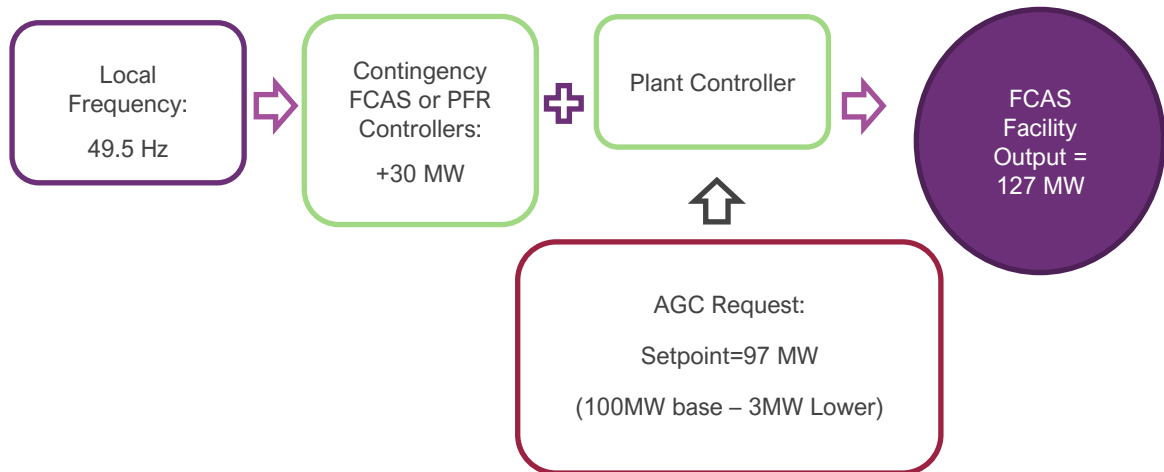 Local
Frequency:
49.5 Hz
Contingency
FCAS or PFR
Controllers:
+30 MW
Plant Controller
FCAS
Facility
Output =
127 MW
AGC Request:
Setpoint=97 MW
(100MW base – 3MW Lower)